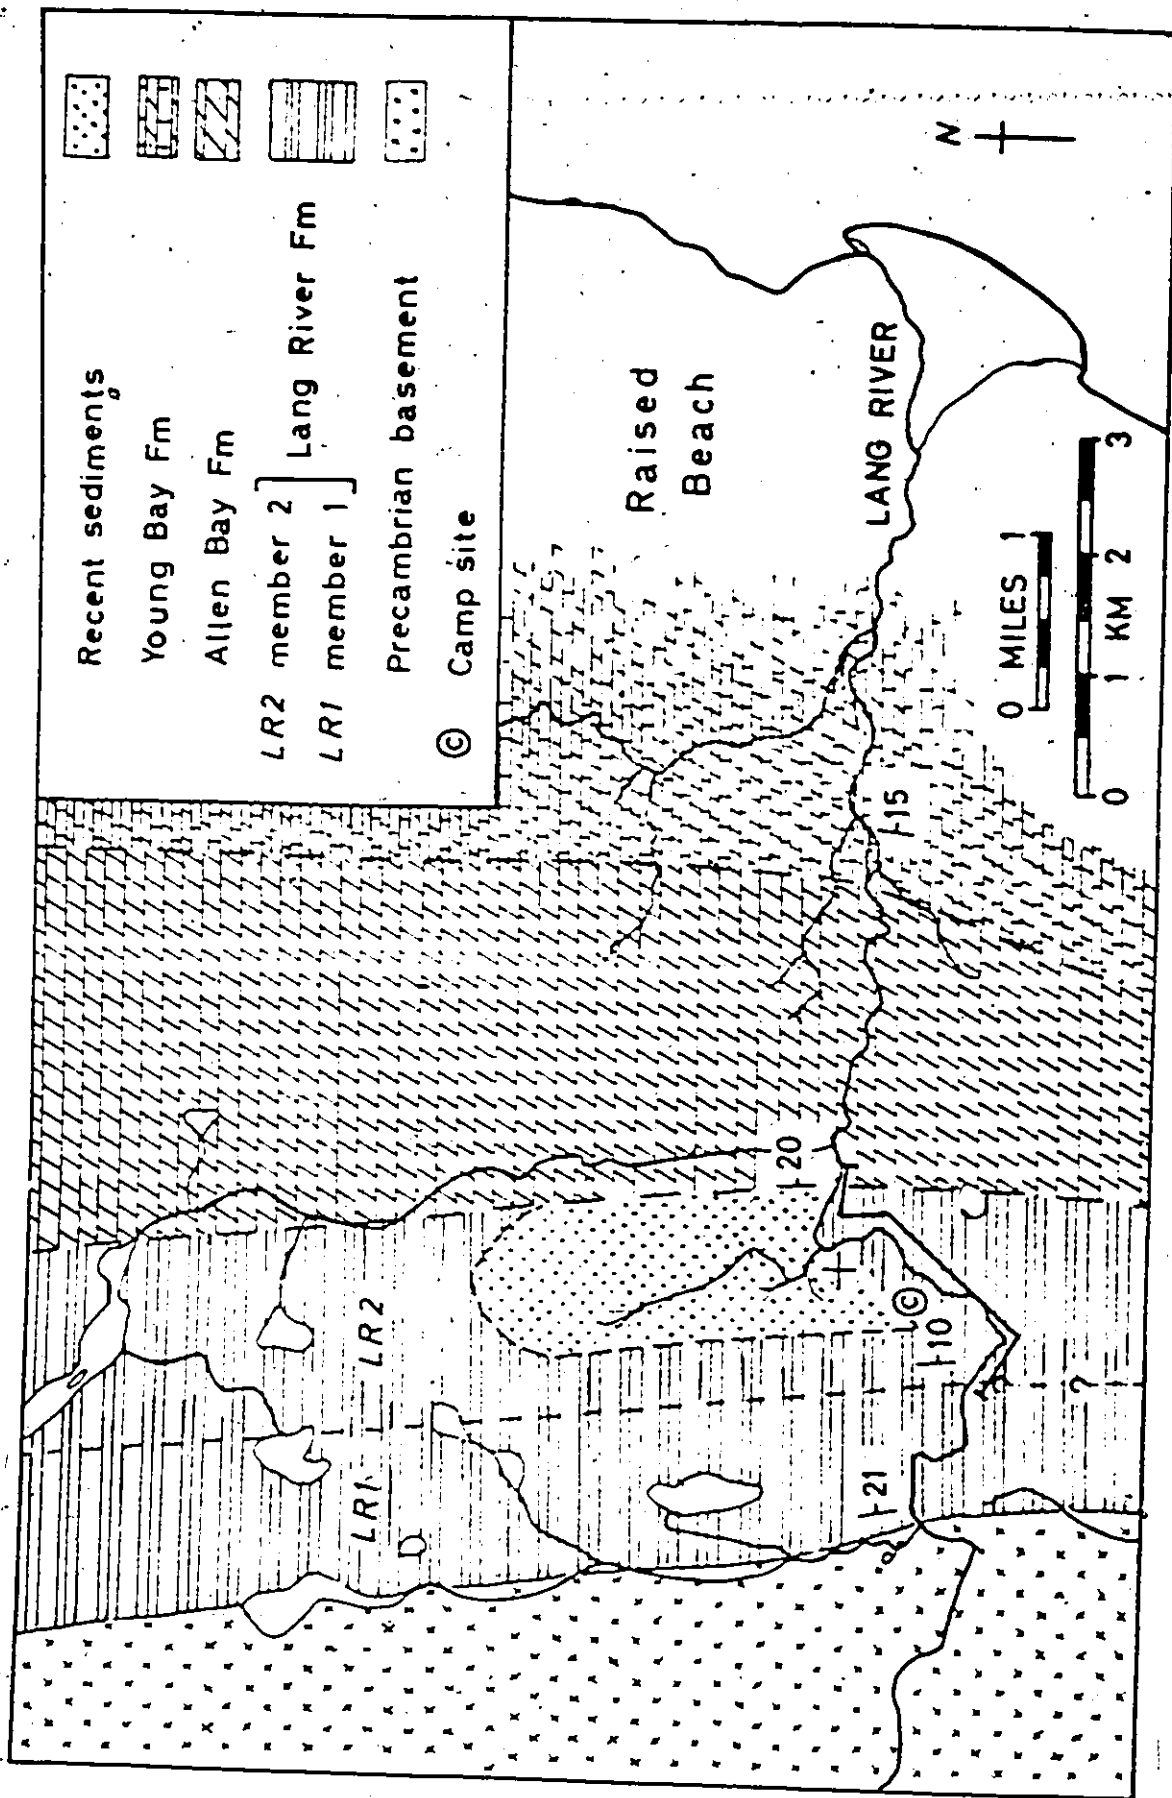 Recent sediments
Young Bay Fm
Allen Bay Fm
LR2 member 2
LR1 member 1
] Lang River Fm
Precambrian basement
© Camp site
N
Raised
Beach
LANG RIVER
0 MILES 1
0 1 KM 2 3
15
20
LR2
LR1
©
10
21
?